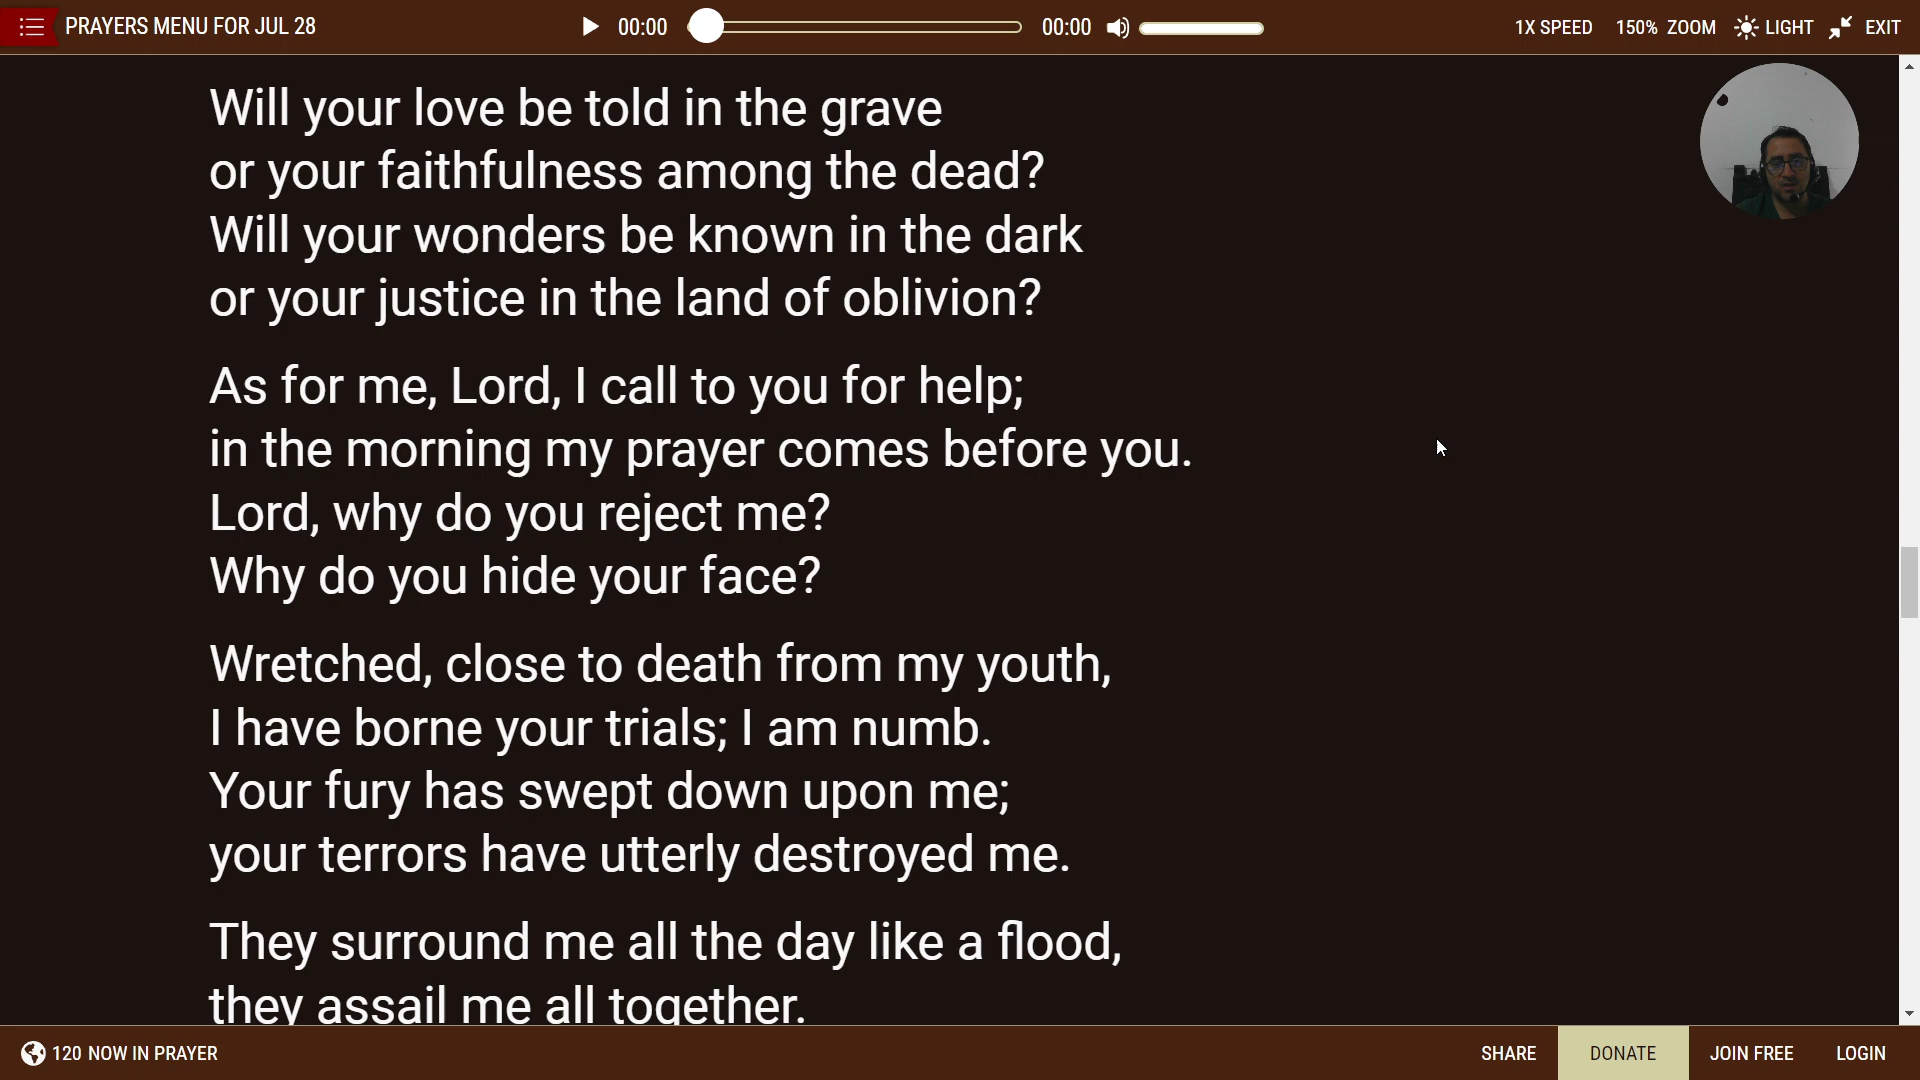 PRAYERS MENU FOR JUL 28
00:00
00:00
1X SPEED
150% ZOOM
LIGHT
EXIT
Will your love be told in the grave
or your faithfulness among the dead?
Will your wonders be known in the dark
or your justice in the land of oblivion?
As for me, Lord, I call to you for help;
in the morning my prayer comes before you.
Lord, why do you reject me?
Why do you hide your face?
Wretched, close to death from my youth,
I have borne your trials; I am numb.
Your fury has swept down upon me;
your terrors have utterly destroyed me.
They surround me all the day like a flood,
they assail me all together.
120 NOW IN PRAYER
SHARE
DONATE
JOIN FREE
LOGIN